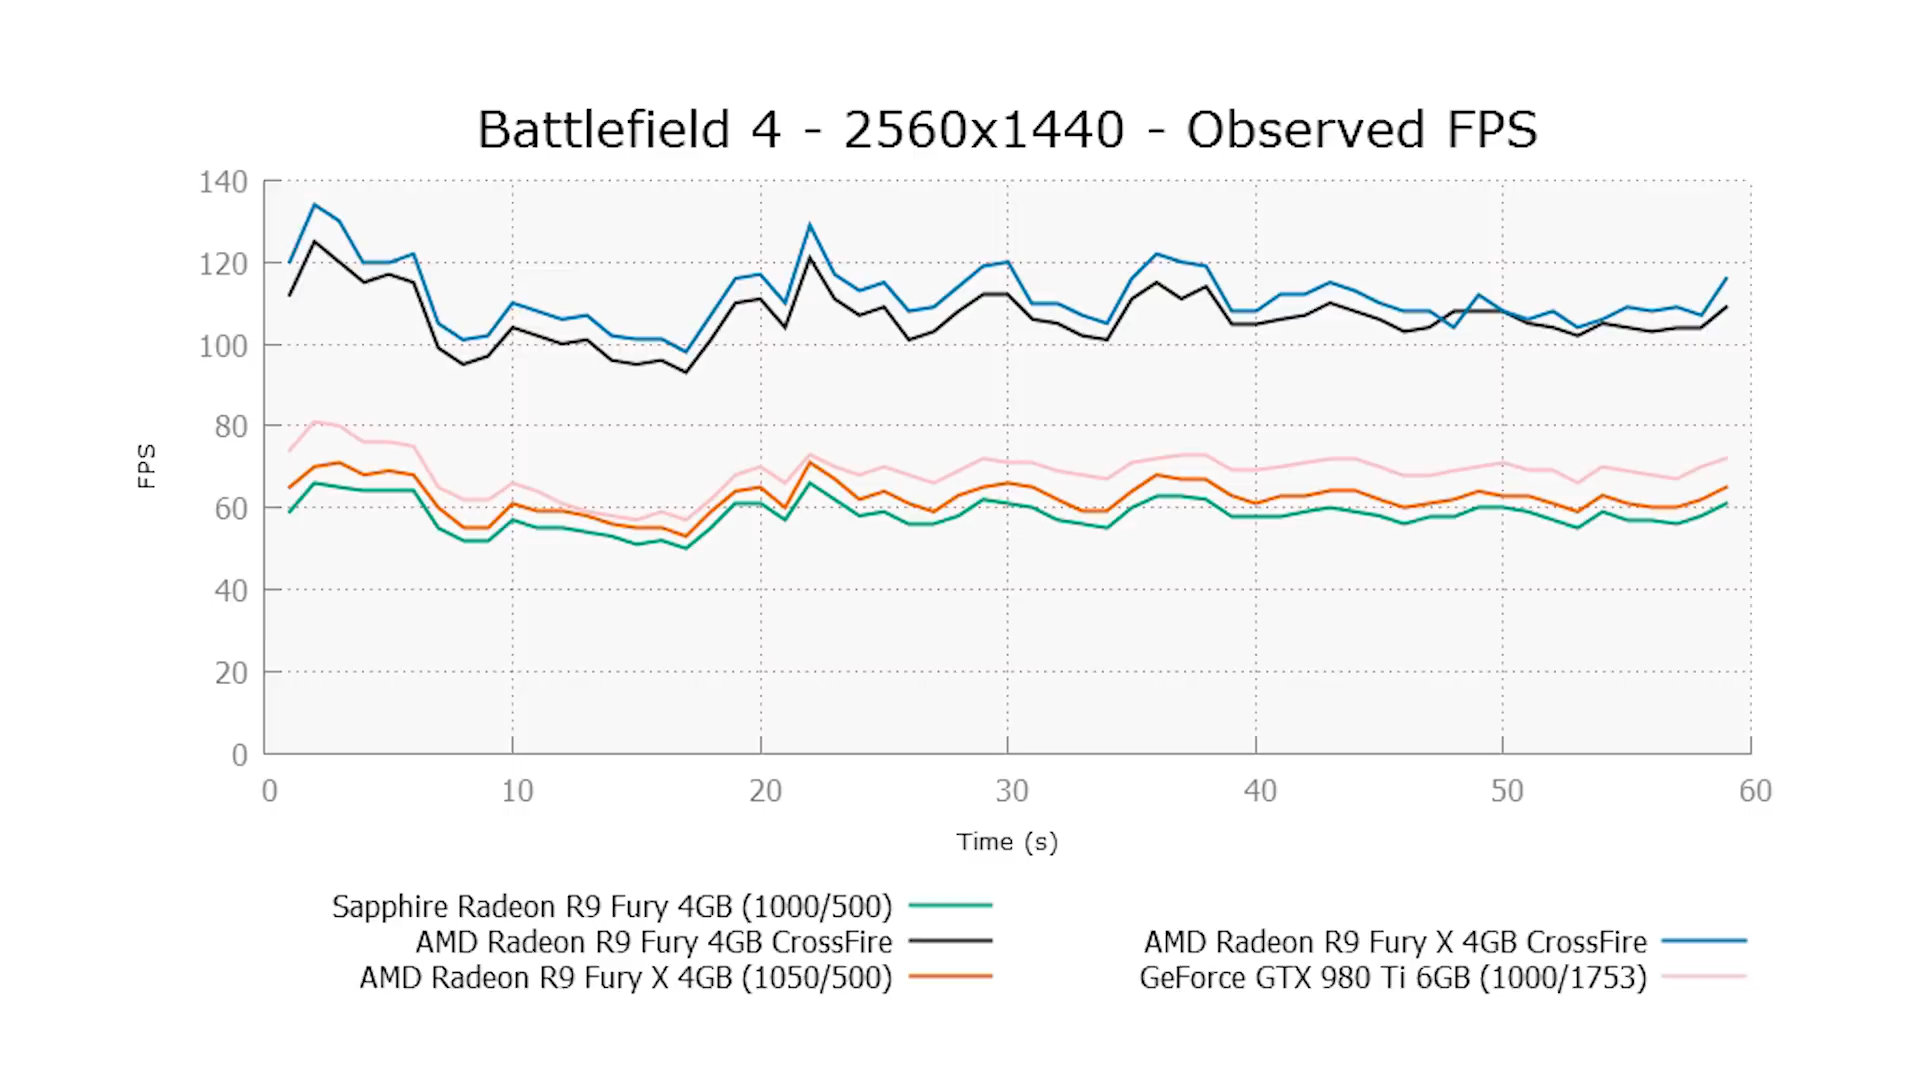 Battlefield 4 - 2560x1440 - Observed FPS
140
120
100
80
60
40
20
0
FPS
0 10 20 30 40 50 60
Time (s)
Sapphire Radeon R9 Fury 4GB (1000/500)
AMD Radeon R9 Fury 4GB CrossFire
AMD Radeon R9 Fury X 4GB (1050/500)
AMD Radeon R9 Fury X 4GB CrossFire
GeForce GTX 980 Ti 6GB (1000/1753)